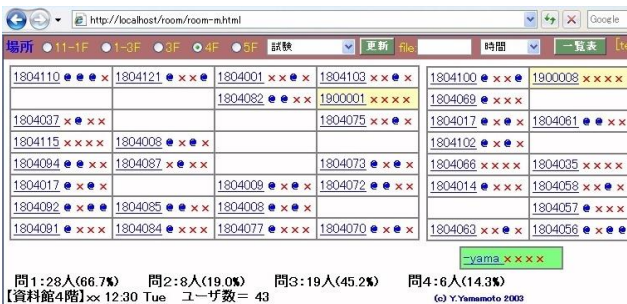 http://localhost/room/room-m.html Google
場所 11-1F 1-3F 3F 4F 5F 試験 更新 file 時間 一覧表 [te
1804110 ●●●× 1804121 ●××● 1804001 ××●× 1804103 ××●× 1804100 ●××● 1900008 ××××
1804082 ●●×× 1900001 ×××× 1804069 ●×××
1804037 ×●×× 1804075 ××●× 1804017 ●×●× 1804061 ●●××
1804115 ×××× 1804008 ●×●× 1804102 ●×●×
1804094 ●●×× 1804087 ×●×× 1804073 ●×●× 1804066 ×××× 1804035 ××××
1804017 ●×●× 1804009 ●×●× 1804072 ●●×× 1804014 ●××× 1804058 ××●×
1804092 ●×●● 1804085 ●●×× 1804008 ●×●× 1804057 ●×××
1804091 ●××× 1804084 ●××× 1804077 ●××× 1804070 ●×●× 1804063 ××●× 1804056 ●×●●
-yama ××××
問1:28人(66.7%) 問2:8人(19.0%) 問3:19人(45.2%) 問4:6人(14.3%)
【資料館4階】xx 12:30 Tue ユーザ数= 43 (c) Y.Yamamoto 2003